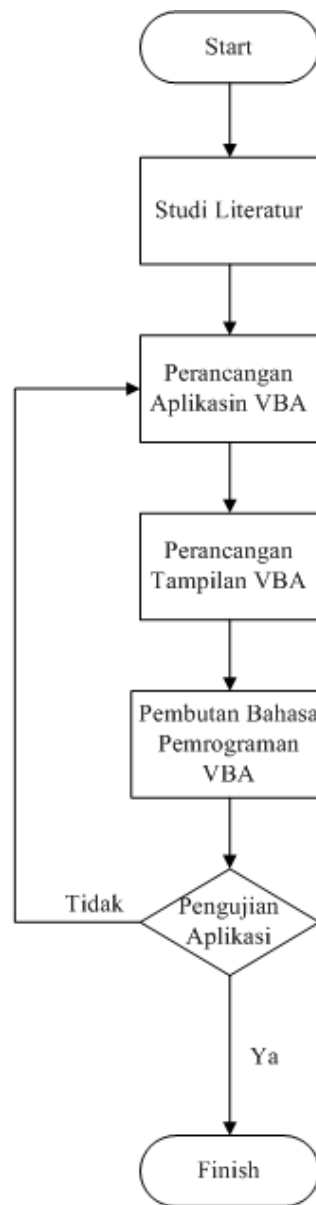 Start
Studi Literatur
Perancangan
Aplikasin VBA
Perancangan
Tampilan VBA
Pembutan Bahasa
Pemrograman
VBA
Pengujian
Aplikasi
Tidak
Ya
Finish